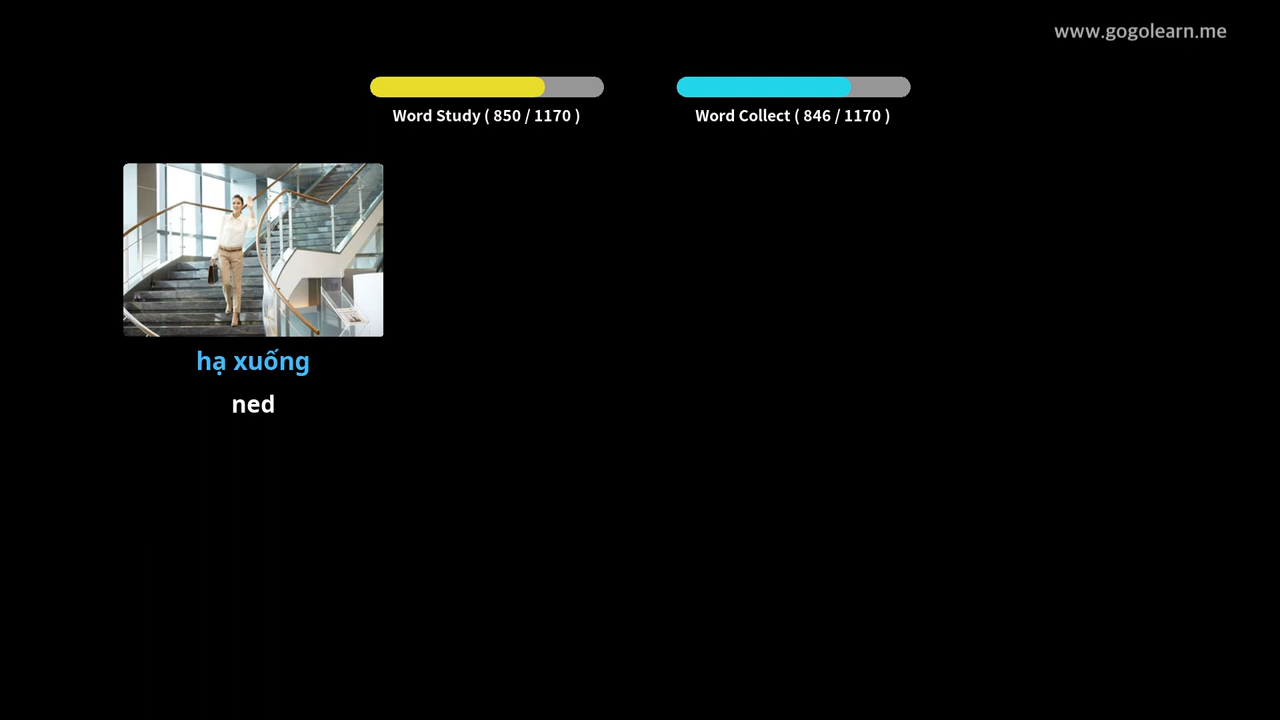 www.gogolearn.me
Word Study ( 850 / 1170 )
Word Collect ( 846 / 1170 )
hạ xuống
ned